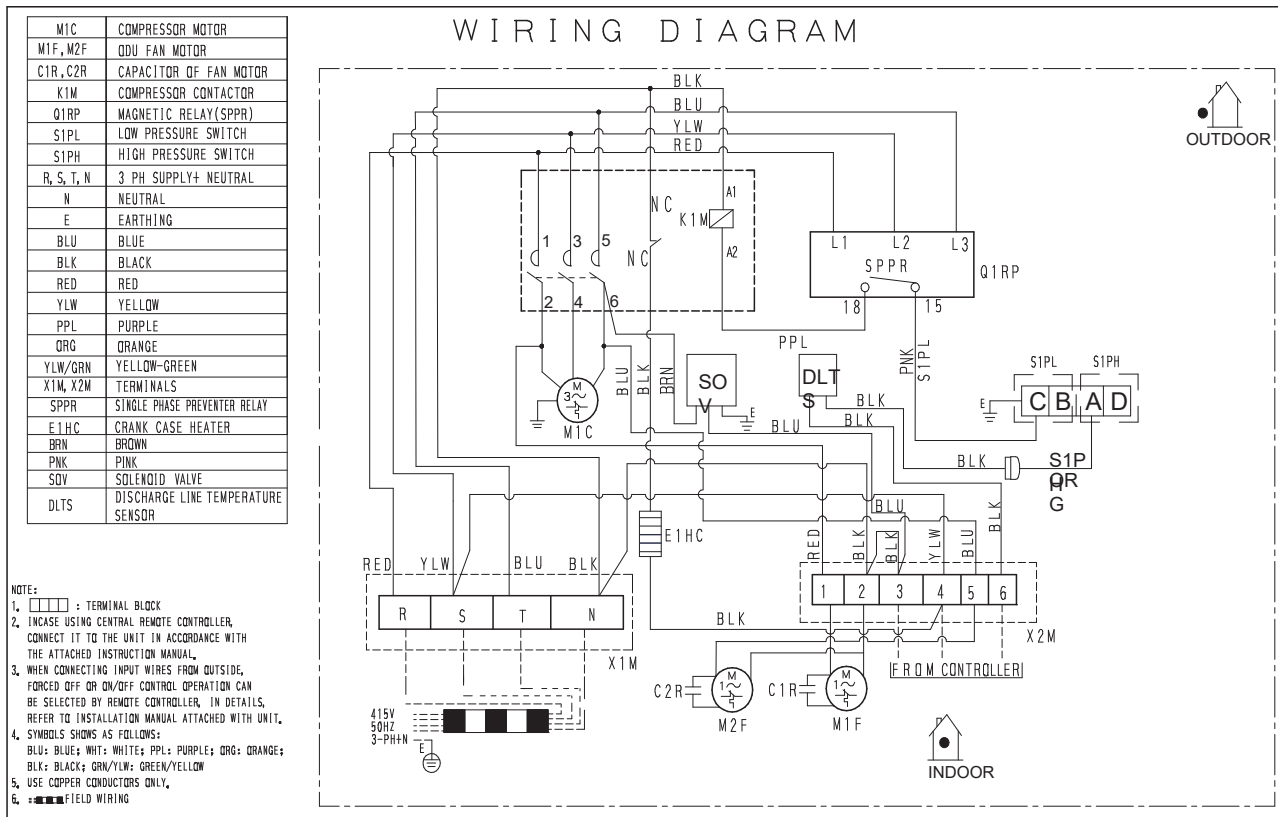 WIRING DIAGRAM
M1C COMPRESSOR MOTOR
M1F, M2F ODU FAN MOTOR
C1R, C2R CAPACITOR OF FAN MOTOR
K1M COMPRESSOR CONTACTOR
Q1RP MAGNETIC RELAY(SPPR)
S1PL LOW PRESSURE SWITCH
S1PH HIGH PRESSURE SWITCH
R, S, T, N 3 PH SUPPLY+ NEUTRAL
N NEUTRAL
E EARTHING
BLU BLUE
BLK BLACK
RED RED
YLW YELLOW
PPL PURPLE
ORG ORANGE
YLW/GRN YELLOW-GREEN
X1M, X2M TERMINALS
SPPR SINGLE PHASE PREVENTER RELAY
E1HC CRANK CASE HEATER
BRN BROWN
PNK PINK
SOV SOLENOID VALVE
DLTS DISCHARGE LINE TEMPERATURE
SENSOR
NOTE:
1. : TERMINAL BLOCK
2. INCASE USING CENTRAL REMOTE CONTROLLER,
CONNECT IT TO THE UNIT IN ACCORDANCE WITH
THE ATTACHED INSTRUCTION MANUAL.
3. WHEN CONNECTING INPUT WIRES FROM OUTSIDE,
FORCED OFF OR ON/OFF CONTROL OPERATION CAN
BE SELECTED BY REMOTE CONTROLLER. IN DETAILS,
REFER TO INSTALLATION MANUAL ATTACHED WITH UNIT.
4. SYMBOLS SHOWS AS FOLLOWS:
BLU: BLUE; WHT: WHITE; PPL: PURPLE; ORG: ORANGE;
BLK: BLACK; GRN/YLW: GREEN/YELLOW
5. USE COPPER CONDUCTORS ONLY.
6. FIELD WIRING
BLK
BLU
YLW
RED
OUTDOOR
NC
NC
K1M
A1
A2
1 3 5
2 4 6
L1 L2 L3
SPPR
Q1RP
18 15
PPL
PNK
S1PL
BLU
BLK
BRN
SOV
E
DLTS
BLK
BLK
BLU
S1PL S1PH
E
C B A D
M
3~
M1C
BLK
S1PH
ORG
E1HC
RED
BLK
BLK
BLU
YLW
BLU
BLK
RED YLW BLU BLK
R S T N
X1M
1 2 3 4 5 6
X2M
BLK
FROM CONTROLLER
C2R
M
1~
M2F
C1R
M
1~
M1F
415V
50HZ
3-PH+N
E
INDOOR